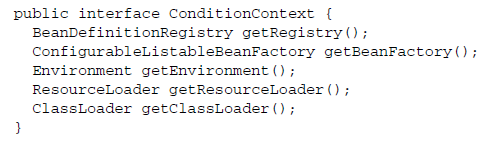 public interface ConditionContext {
  BeanDefinitionRegistry getRegistry();
  ConfigurableListableBeanFactory getBeanFactory();
  Environment getEnvironment();
  ResourceLoader getResourceLoader();
  ClassLoader getClassLoader();
}